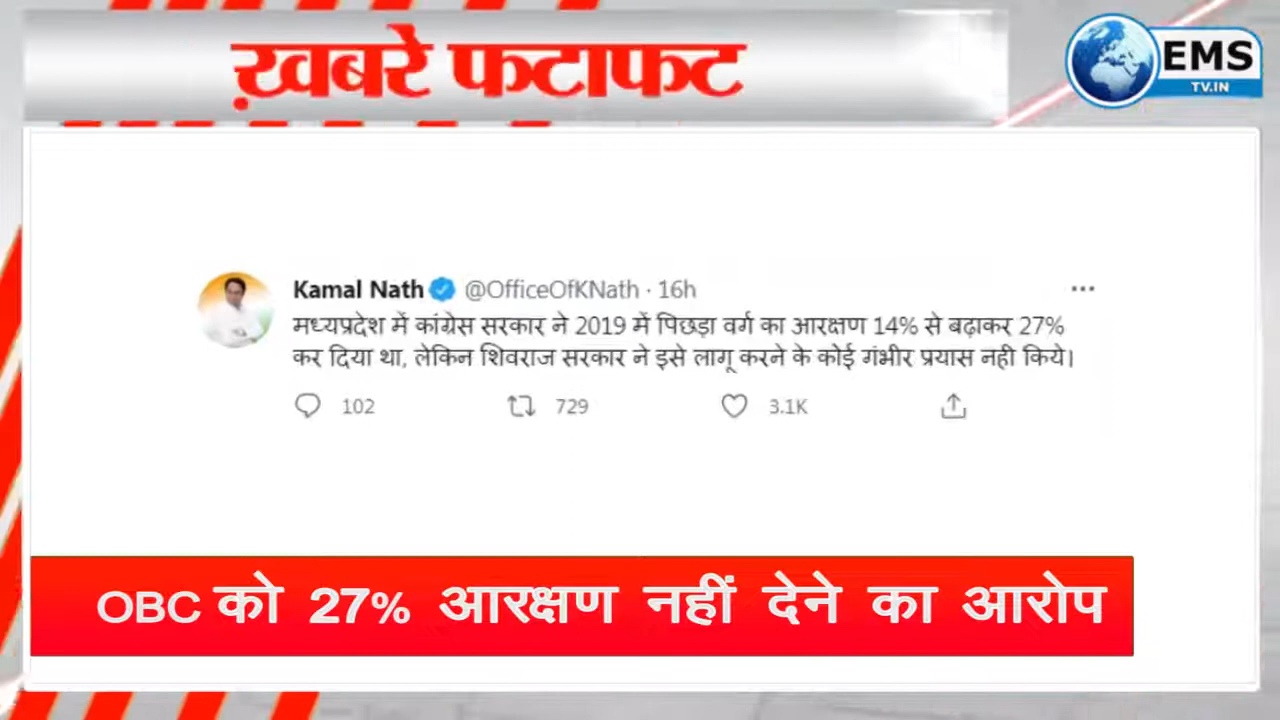 ख़बरें फटाफट
EMS
TV.IN
Kamal Nath @OfficeOfKNath · 16h
मध्यप्रदेश में कांग्रेस सरकार ने 2019 में पिछड़ा वर्ग का आरक्षण 14% से बढ़ाकर 27%
कर दिया था, लेकिन शिवराज सरकार ने इसे लागू करने के कोई गंभीर प्रयास नही किये।
102 729 3.1K
OBC को 27% आरक्षण नहीं देने का आरोप